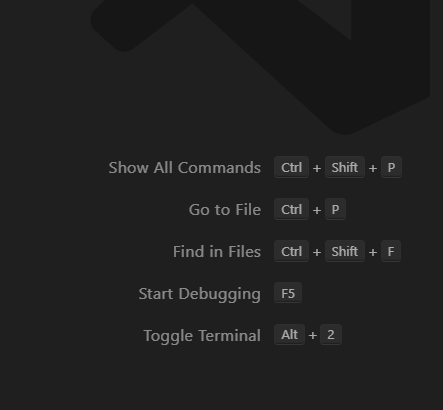 Show All Commands Ctrl + Shift + P
Go to File Ctrl + P
Find in Files Ctrl + Shift + F
Start Debugging F5
Toggle Terminal Alt + 2